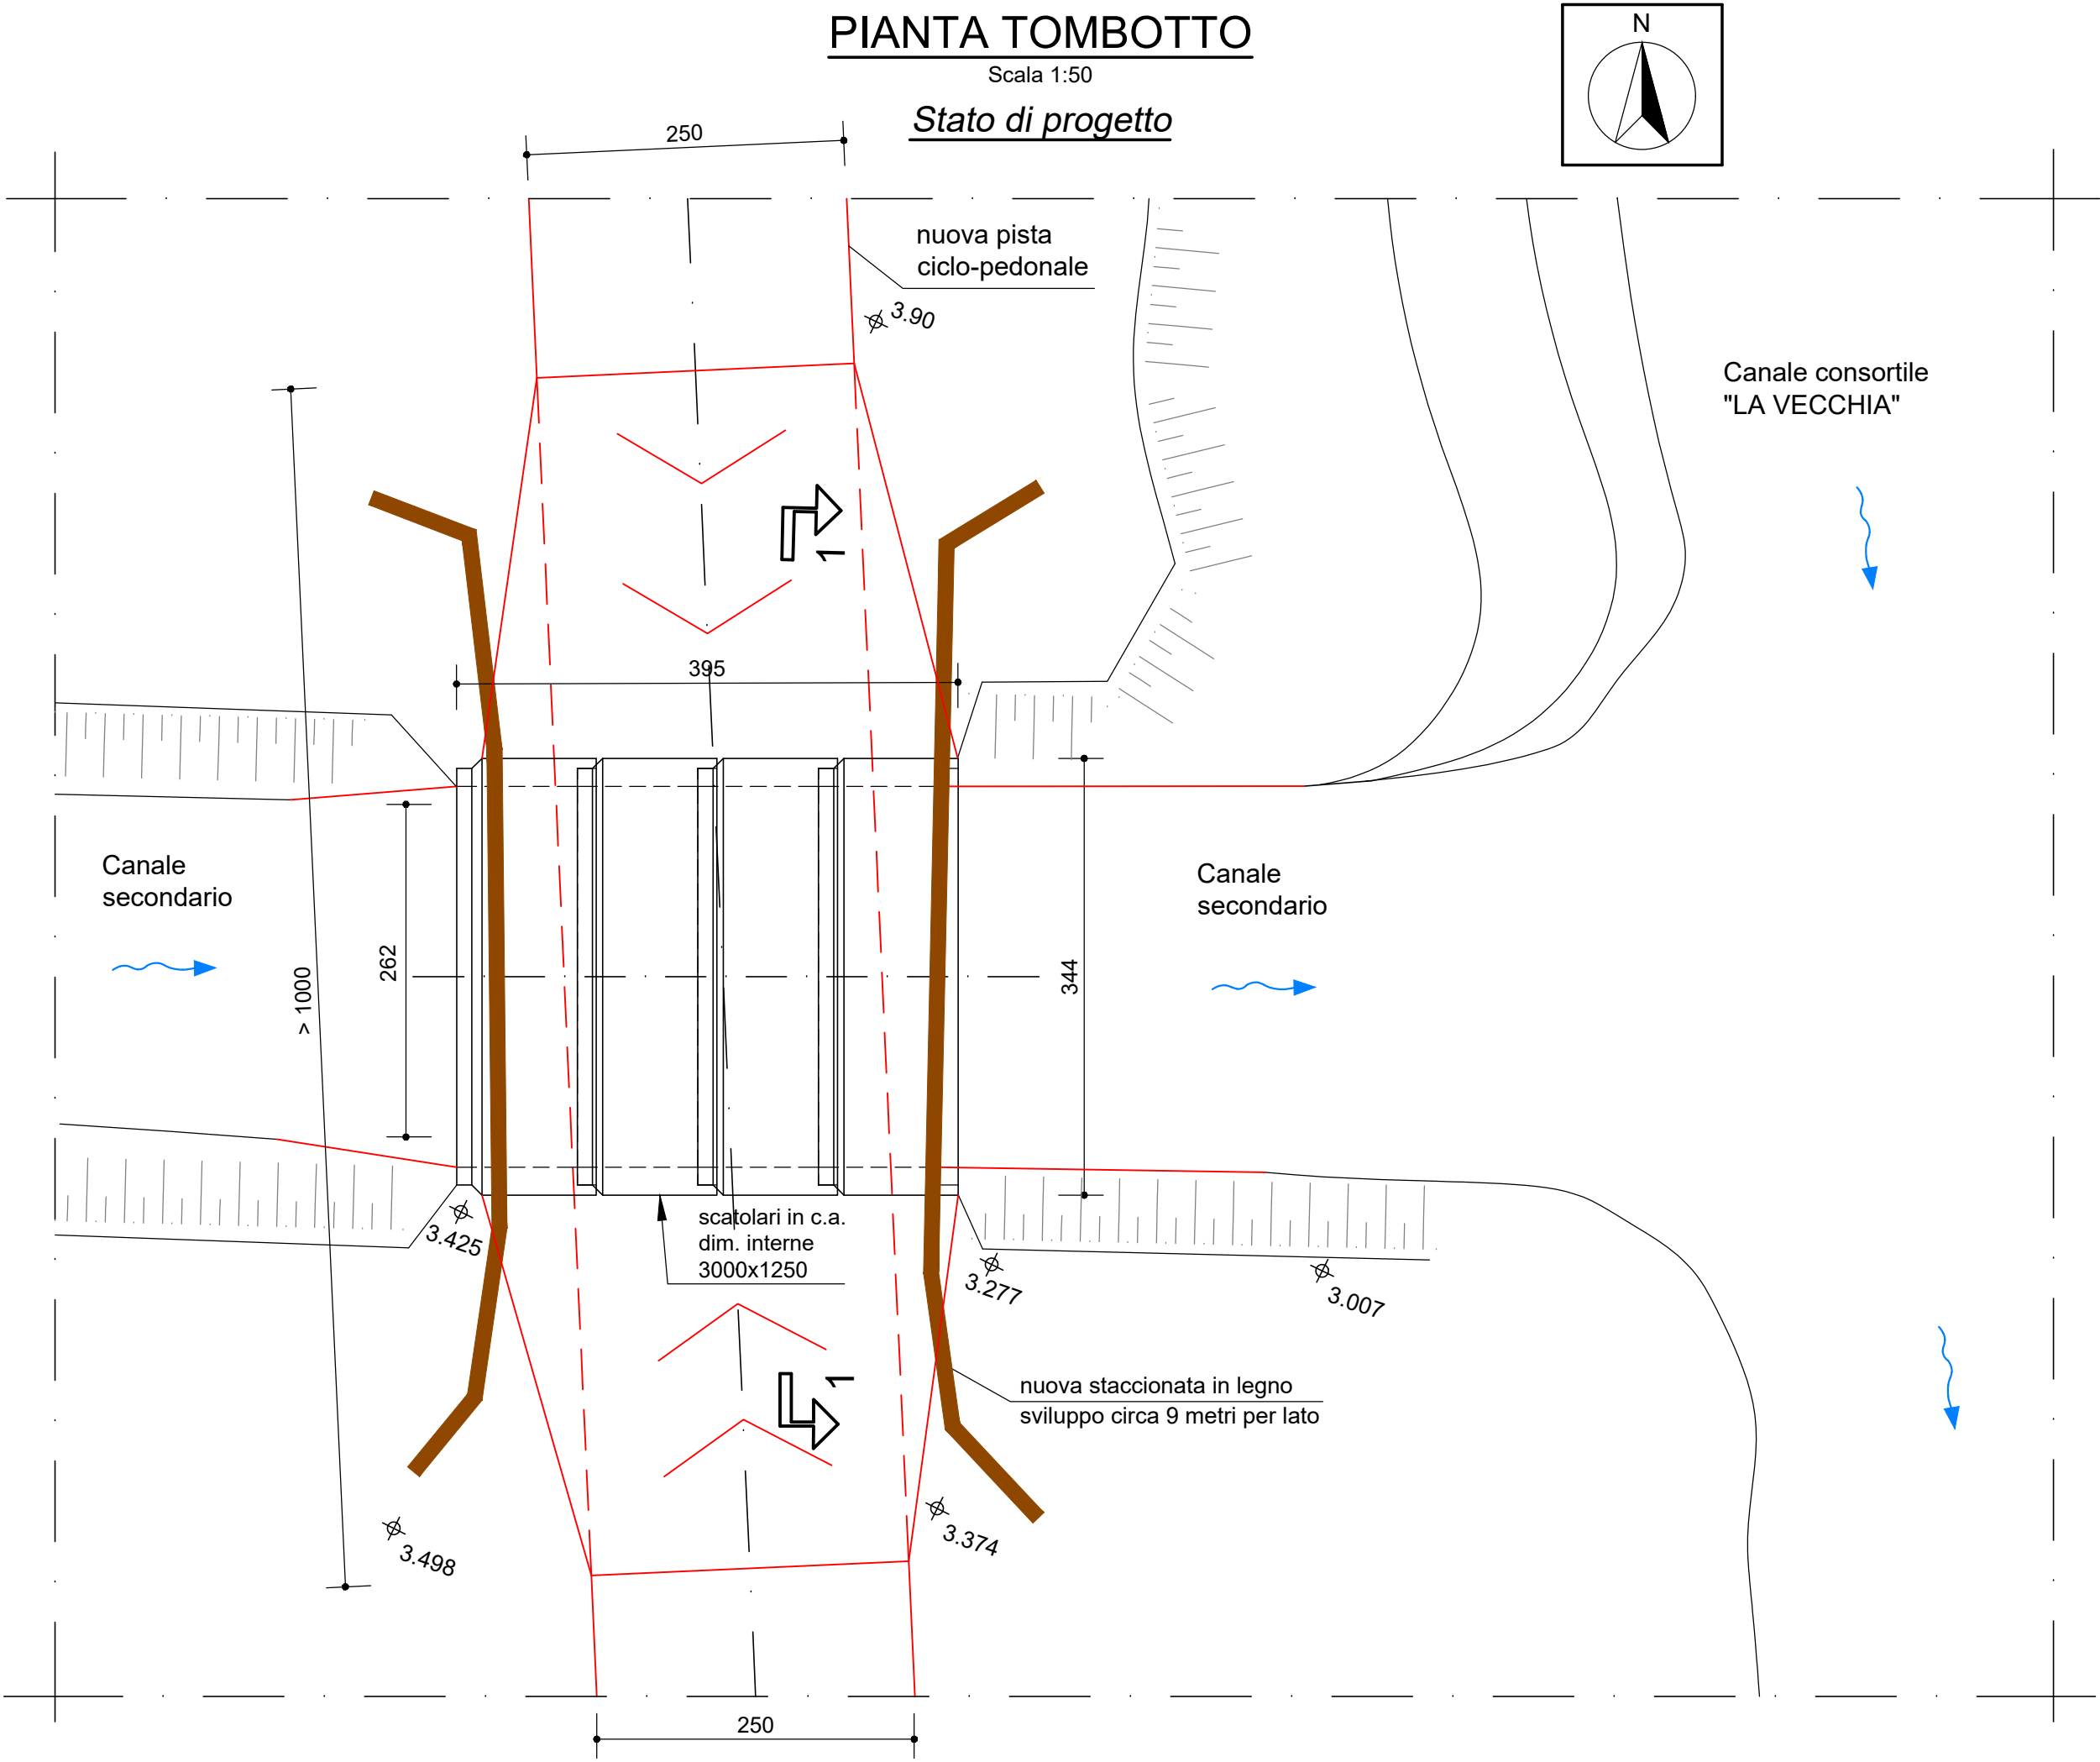 PIANTA TOMBOTTO
Scala 1:50
Stato di progetto
N
250
nuova pista
ciclo-pedonale
3.90
Canale consortile
"LA VECCHIA"
1
395
Canale
secondario
262
> 1000
344
Canale
secondario
3.425
scatolari in c.a.
dim. interne
3000x1250
3.277
3.007
1
nuova staccionata in legno
sviluppo circa 9 metri per lato
3.498
3.374
250